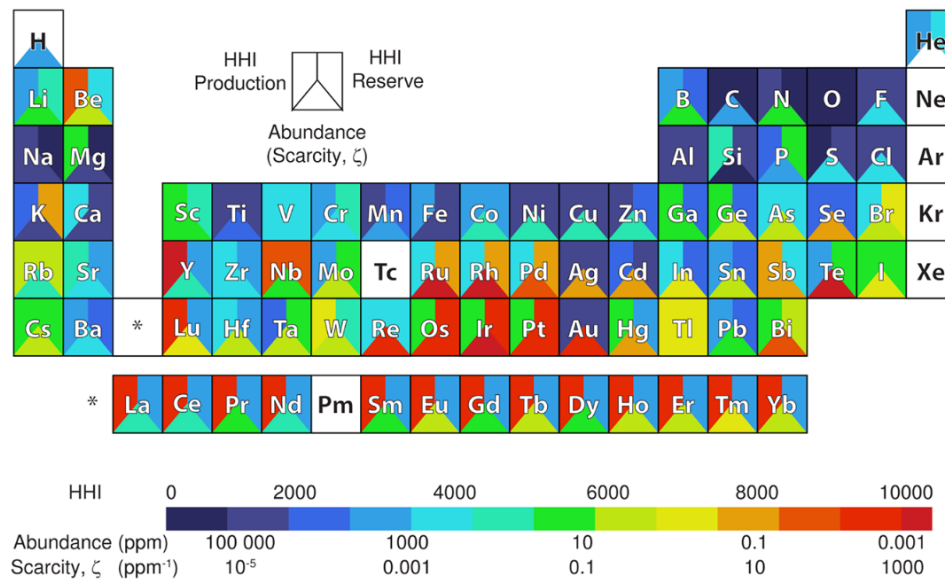 H He
HHI HHI
Production Reserve
Abundance
(Scarcity, ζ)
Li Be B C N O F Ne
Na Mg Al Si P S Cl Ar
K Ca Sc Ti V Cr Mn Fe Co Ni Cu Zn Ga Ge As Se Br Kr
Rb Sr Y Zr Nb Mo Tc Ru Rh Pd Ag Cd In Sn Sb Te I Xe
Cs Ba * Lu Hf Ta W Re Os Ir Pt Au Hg Tl Pb Bi
* La Ce Pr Nd Pm Sm Eu Gd Tb Dy Ho Er Tm Yb
HHI 0 2000 4000 6000 8000 10000
Abundance (ppm) 100 000 1000 10 0.1 0.001
Scarcity, ζ (ppm⁻¹) 10⁻⁵ 0.001 0.1 10 1000